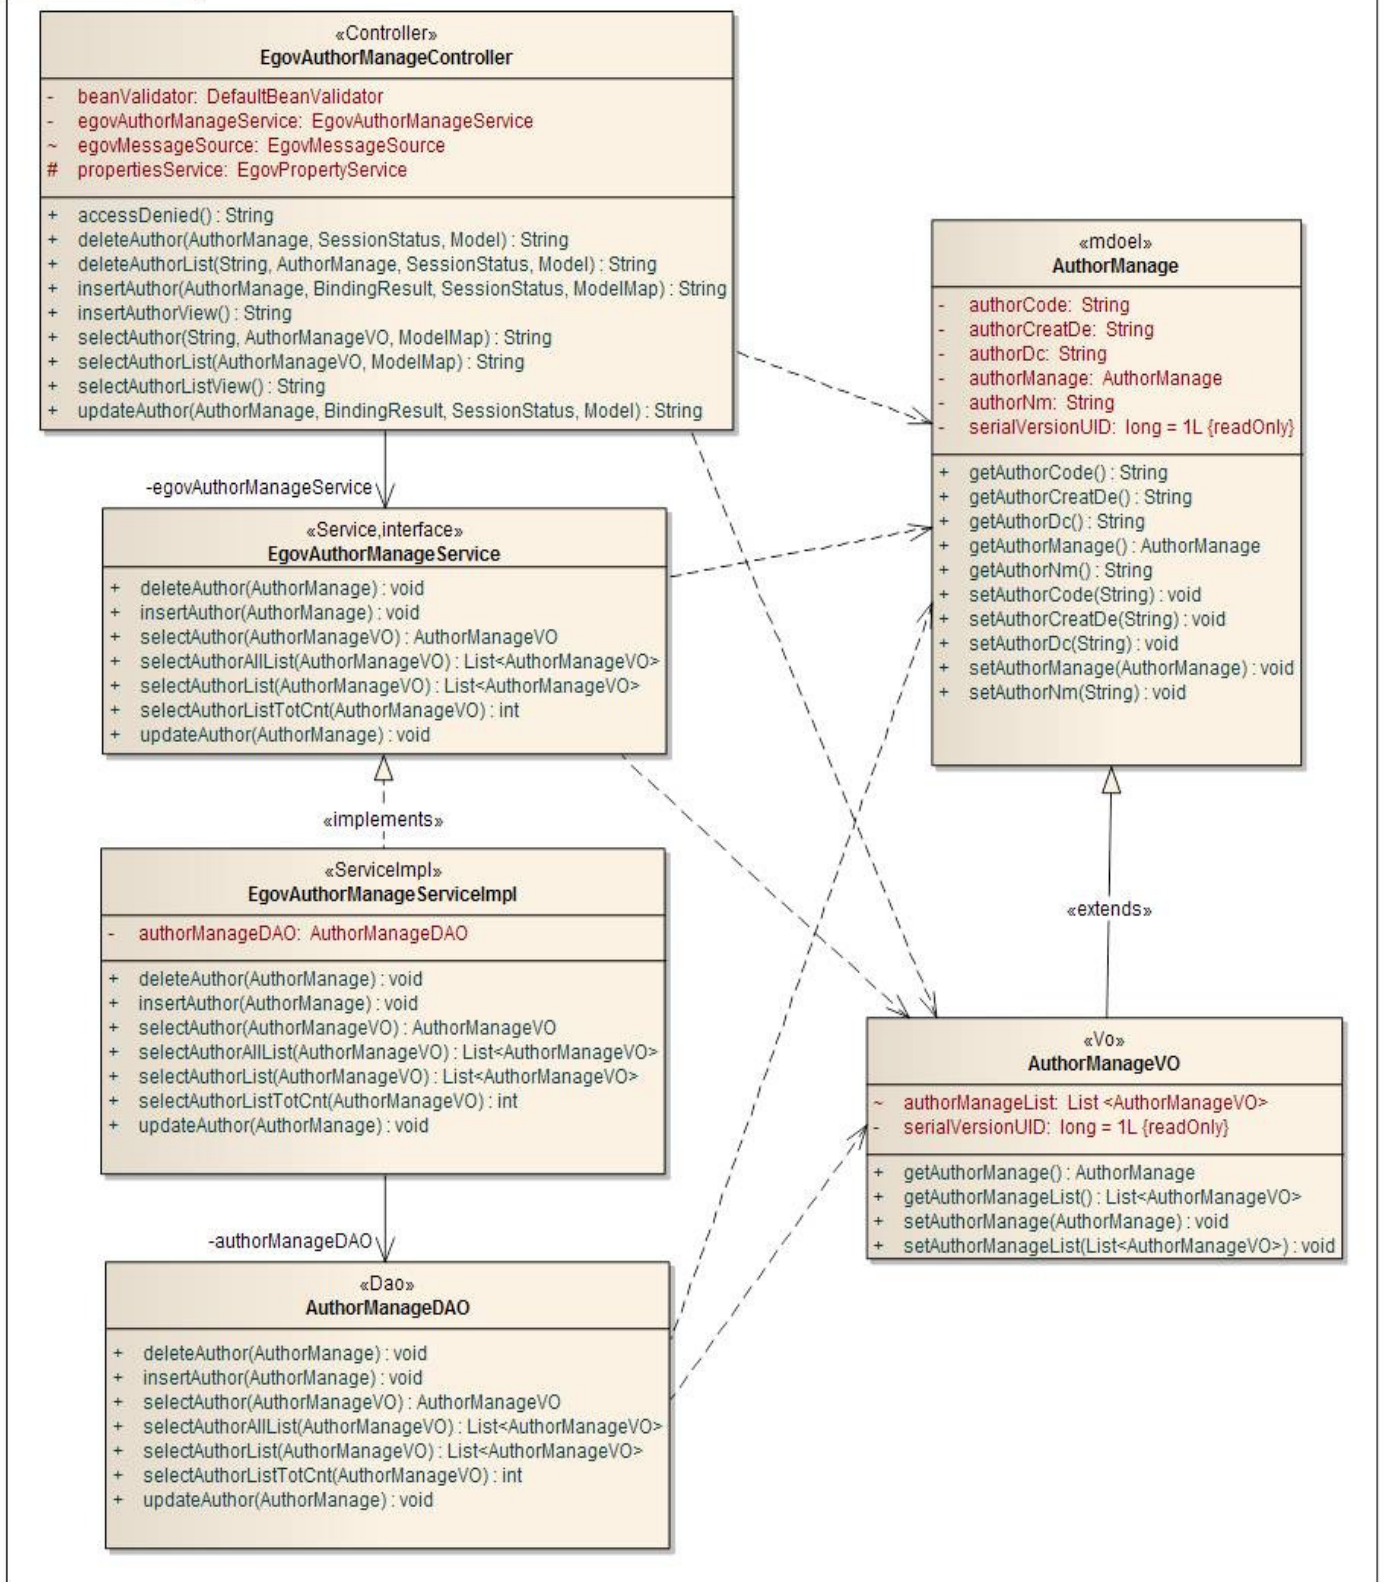 «Controller»
EgovAuthorManageController
- beanValidator: DefaultBeanValidator
- egovAuthorManageService: EgovAuthorManageService
~ egovMessageSource: EgovMessageSource
# propertiesService: EgovPropertyService
+ accessDenied() : String
+ deleteAuthor(AuthorManage, SessionStatus, Model) : String
+ deleteAuthorList(String, AuthorManage, SessionStatus, Model) : String
+ insertAuthor(AuthorManage, BindingResult, SessionStatus, ModelMap) : String
+ insertAuthorView() : String
+ selectAuthor(String, AuthorManageVO, ModelMap) : String
+ selectAuthorList(AuthorManageVO, ModelMap) : String
+ selectAuthorListView() : String
+ updateAuthor(AuthorManage, BindingResult, SessionStatus, Model) : String
-egovAuthorManageService
«Service,interface»
EgovAuthorManageService
+ deleteAuthor(AuthorManage) : void
+ insertAuthor(AuthorManage) : void
+ selectAuthor(AuthorManageVO) : AuthorManageVO
+ selectAuthorAllList(AuthorManageVO) : List<AuthorManageVO>
+ selectAuthorList(AuthorManageVO) : List<AuthorManageVO>
+ selectAuthorListTotCnt(AuthorManageVO) : int
+ updateAuthor(AuthorManage) : void
«implements»
«ServiceImpl»
EgovAuthorManageServiceImpl
- authorManageDAO: AuthorManageDAO
+ deleteAuthor(AuthorManage) : void
+ insertAuthor(AuthorManage) : void
+ selectAuthor(AuthorManageVO) : AuthorManageVO
+ selectAuthorAllList(AuthorManageVO) : List<AuthorManageVO>
+ selectAuthorList(AuthorManageVO) : List<AuthorManageVO>
+ selectAuthorListTotCnt(AuthorManageVO) : int
+ updateAuthor(AuthorManage) : void
-authorManageDAO
«Dao»
AuthorManageDAO
+ deleteAuthor(AuthorManage) : void
+ insertAuthor(AuthorManage) : void
+ selectAuthor(AuthorManageVO) : AuthorManageVO
+ selectAuthorAllList(AuthorManageVO) : List<AuthorManageVO>
+ selectAuthorList(AuthorManageVO) : List<AuthorManageVO>
+ selectAuthorListTotCnt(AuthorManageVO) : int
+ updateAuthor(AuthorManage) : void
«mdoel»
AuthorManage
- authorCode: String
- authorCreatDe: String
- authorDc: String
- authorManage: AuthorManage
- authorNm: String
- serialVersionUID: long = 1L {readOnly}
+ getAuthorCode() : String
+ getAuthorCreatDe() : String
+ getAuthorDc() : String
+ getAuthorManage() : AuthorManage
+ getAuthorNm() : String
+ setAuthorCode(String) : void
+ setAuthorCreatDe(String) : void
+ setAuthorDc(String) : void
+ setAuthorManage(AuthorManage) : void
+ setAuthorNm(String) : void
«extends»
«Vo»
AuthorManageVO
~ authorManageList: List <AuthorManageVO>
- serialVersionUID: long = 1L {readOnly}
+ getAuthorManage() : AuthorManage
+ getAuthorManageList() : List<AuthorManageVO>
+ setAuthorManage(AuthorManage) : void
+ setAuthorManageList(List<AuthorManageVO>) : void